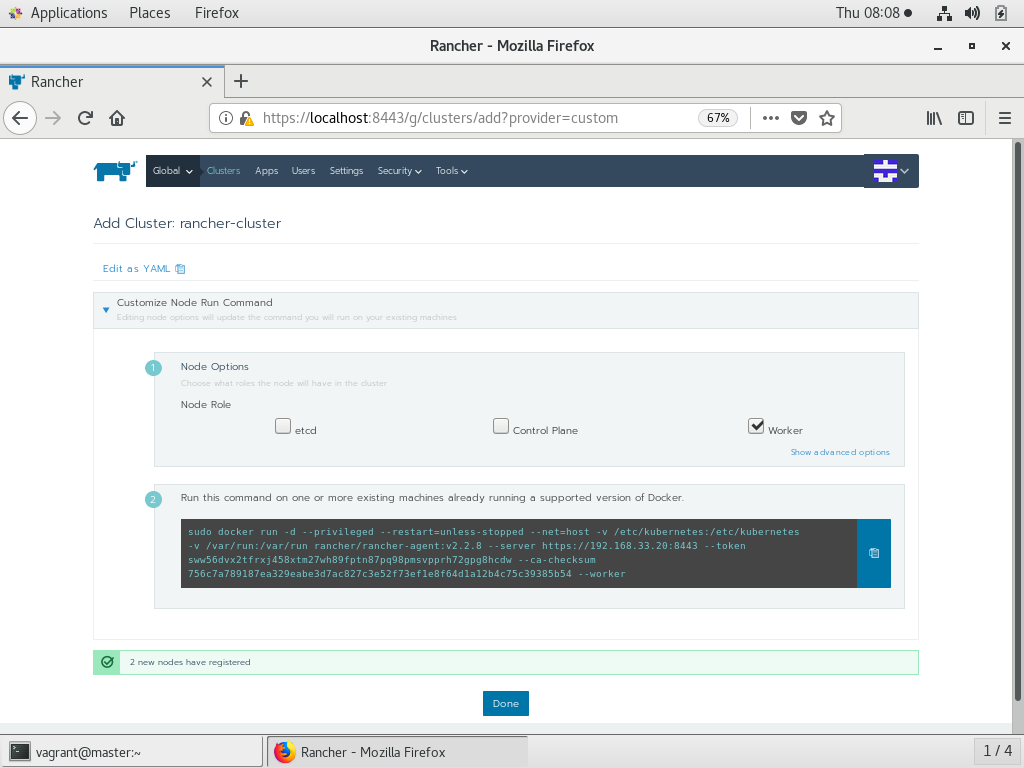 Applications Places Firefox Thu 08:08
Rancher - Mozilla Firefox
Rancher
https://localhost:8443/g/clusters/add?provider=custom 67%
Global Clusters Apps Users Settings Security Tools
Add Cluster: rancher-cluster
Edit as YAML
Customize Node Run Command
Editing node options will update the command you will run on your existing machines
1 Node Options
Choose what roles the node will have in the cluster
Node Role
etcd Control Plane Worker
Show advanced options
2 Run this command on one or more existing machines already running a supported version of Docker.
sudo docker run -d --privileged --restart=unless-stopped --net=host -v /etc/kubernetes:/etc/kubernetes
-v /var/run:/var/run rancher/rancher-agent:v2.2.8 --server https://192.168.33.20:8443 --token
sww56dvx2tfrxj458xtm27wh89fptn87pq98pmsvpprh72gpg8hcdw --ca-checksum
756c7a789187ea329eabe3d7ac827c3e52f73ef1e8f64d1a12b4c75c39385b54 --worker
2 new nodes have registered
Done
vagrant@master:~ Rancher - Mozilla Firefox 1 / 4